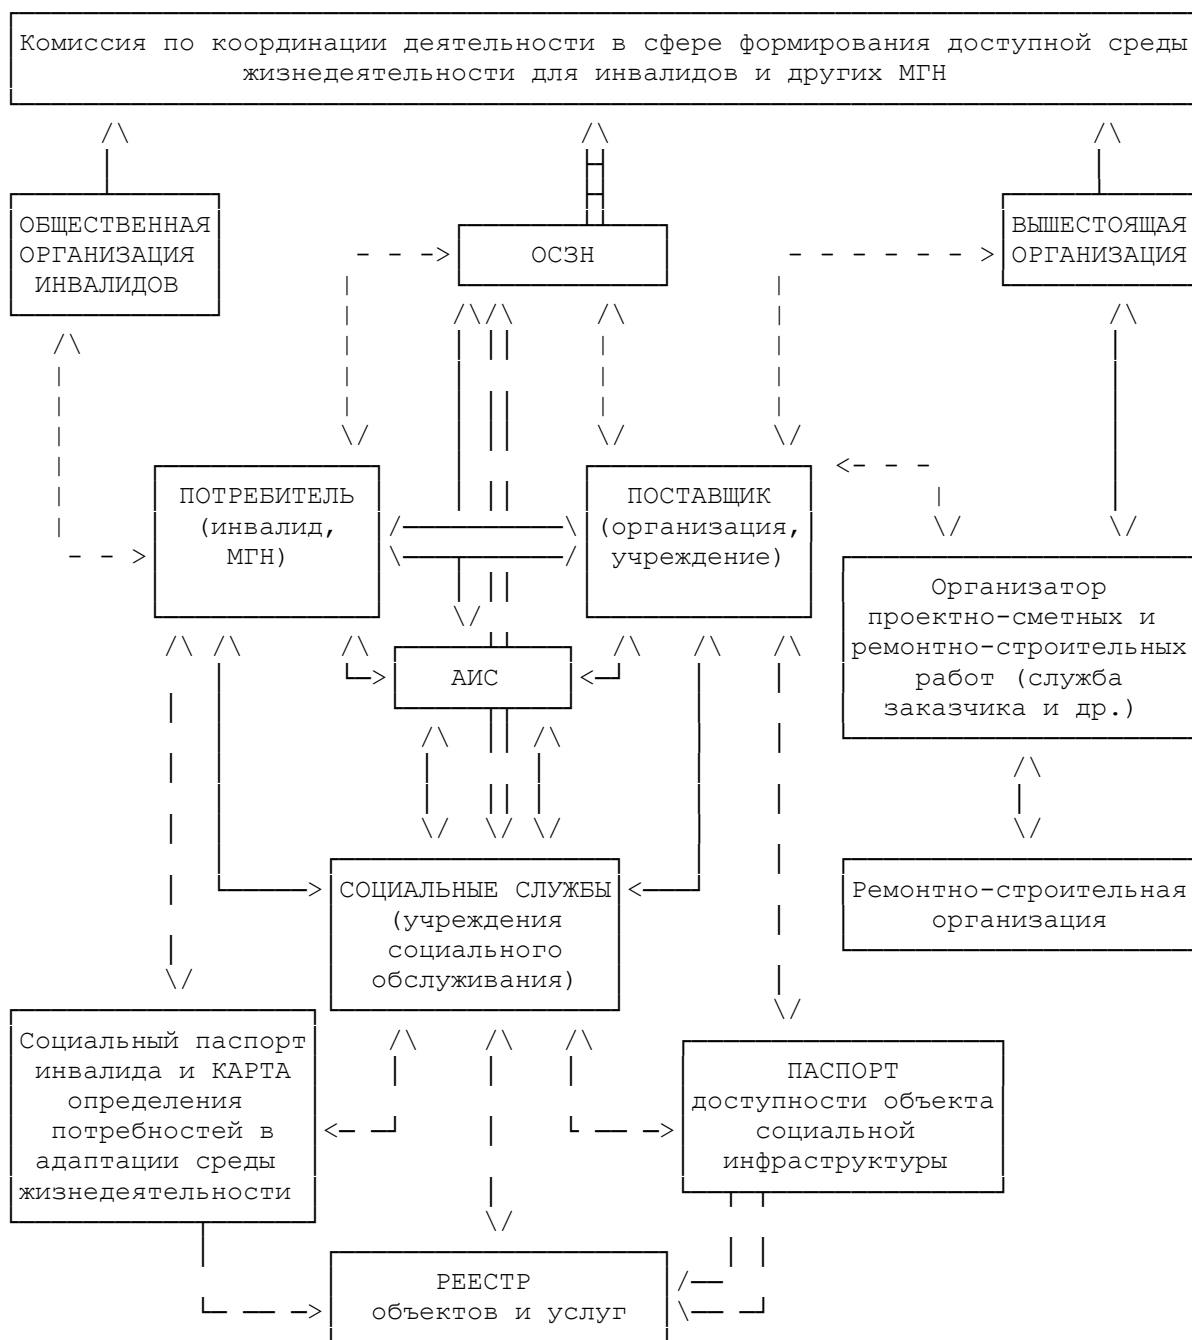 Комиссия по координации деятельности в сфере формирования доступной среды
жизнедеятельности для инвалидов и других МГН
ОБЩЕСТВЕННАЯ
ОРГАНИЗАЦИЯ
ИНВАЛИДОВ
ОСЗН
ВЫШЕСТОЯЩАЯ
ОРГАНИЗАЦИЯ
ПОТРЕБИТЕЛЬ
(инвалид,
МГН)
ПОСТАВЩИК
(организация,
учреждение)
Организатор
проектно-сметных и
ремонтно-строительных
работ (служба
заказчика и др.)
АИС
СОЦИАЛЬНЫЕ СЛУЖБЫ
(учреждения
социального
обслуживания)
Ремонтно-строительная
организация
Социальный паспорт
инвалида и КАРТА
определения
потребностей в
адаптации среды
жизнедеятельности
ПАСПОРТ
доступности объекта
социальной
инфраструктуры
РЕЕСТР
объектов и услуг